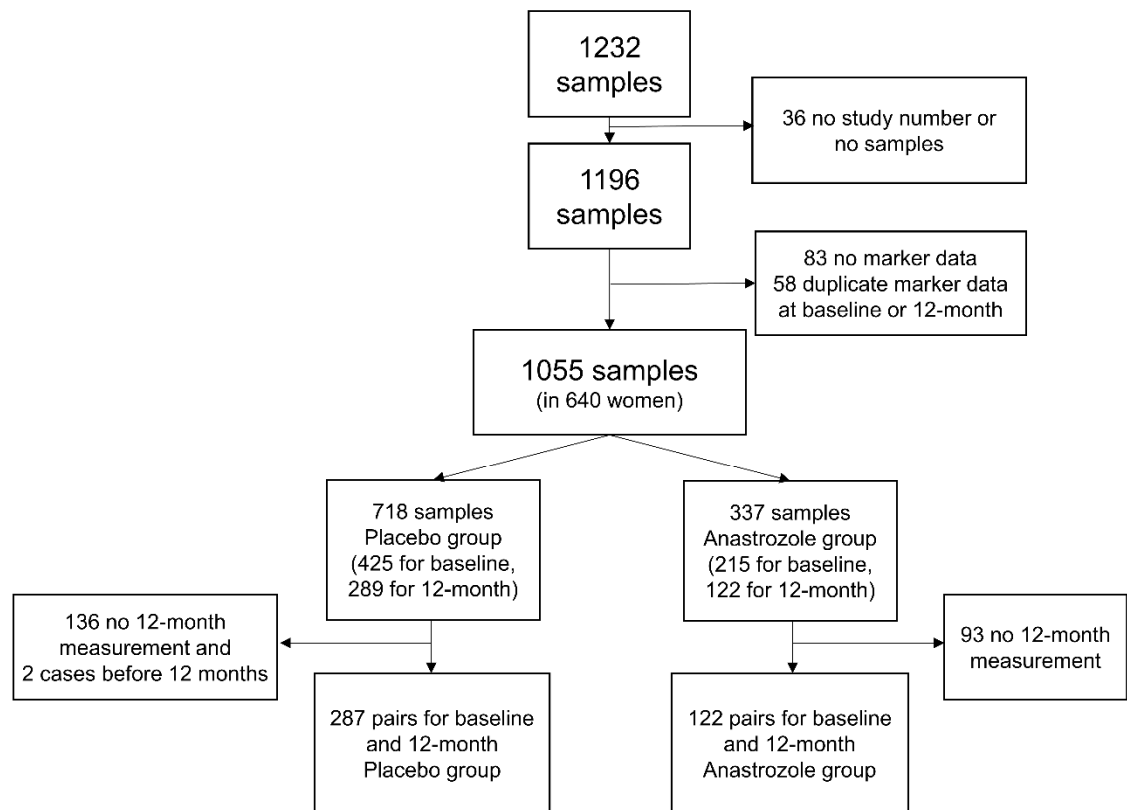 1232
samples
36 no study number or
no samples
1196
samples
83 no marker data
58 duplicate marker data
at baseline or 12-month
1055 samples
(in 640 women)
718 samples
Placebo group
(425 for baseline,
289 for 12-month)
337 samples
Anastrozole group
(215 for baseline,
122 for 12-month)
136 no 12-month
measurement and
2 cases before 12 months
93 no 12-month
measurement
287 pairs for baseline
and 12-month
Placebo group
122 pairs for baseline
and 12-month
Anastrozole group